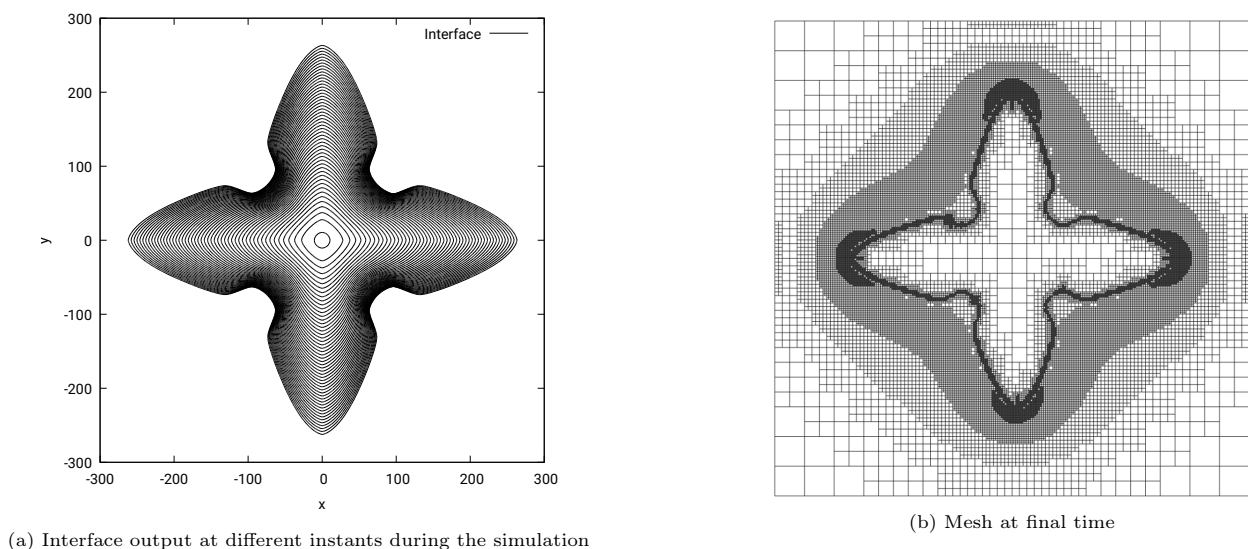 300
200
100
0
-100
-200
-300
y
Interface
-300 -200 -100 0 100 200 300
x
(a) Interface output at different instants during the simulation
(b) Mesh at final time